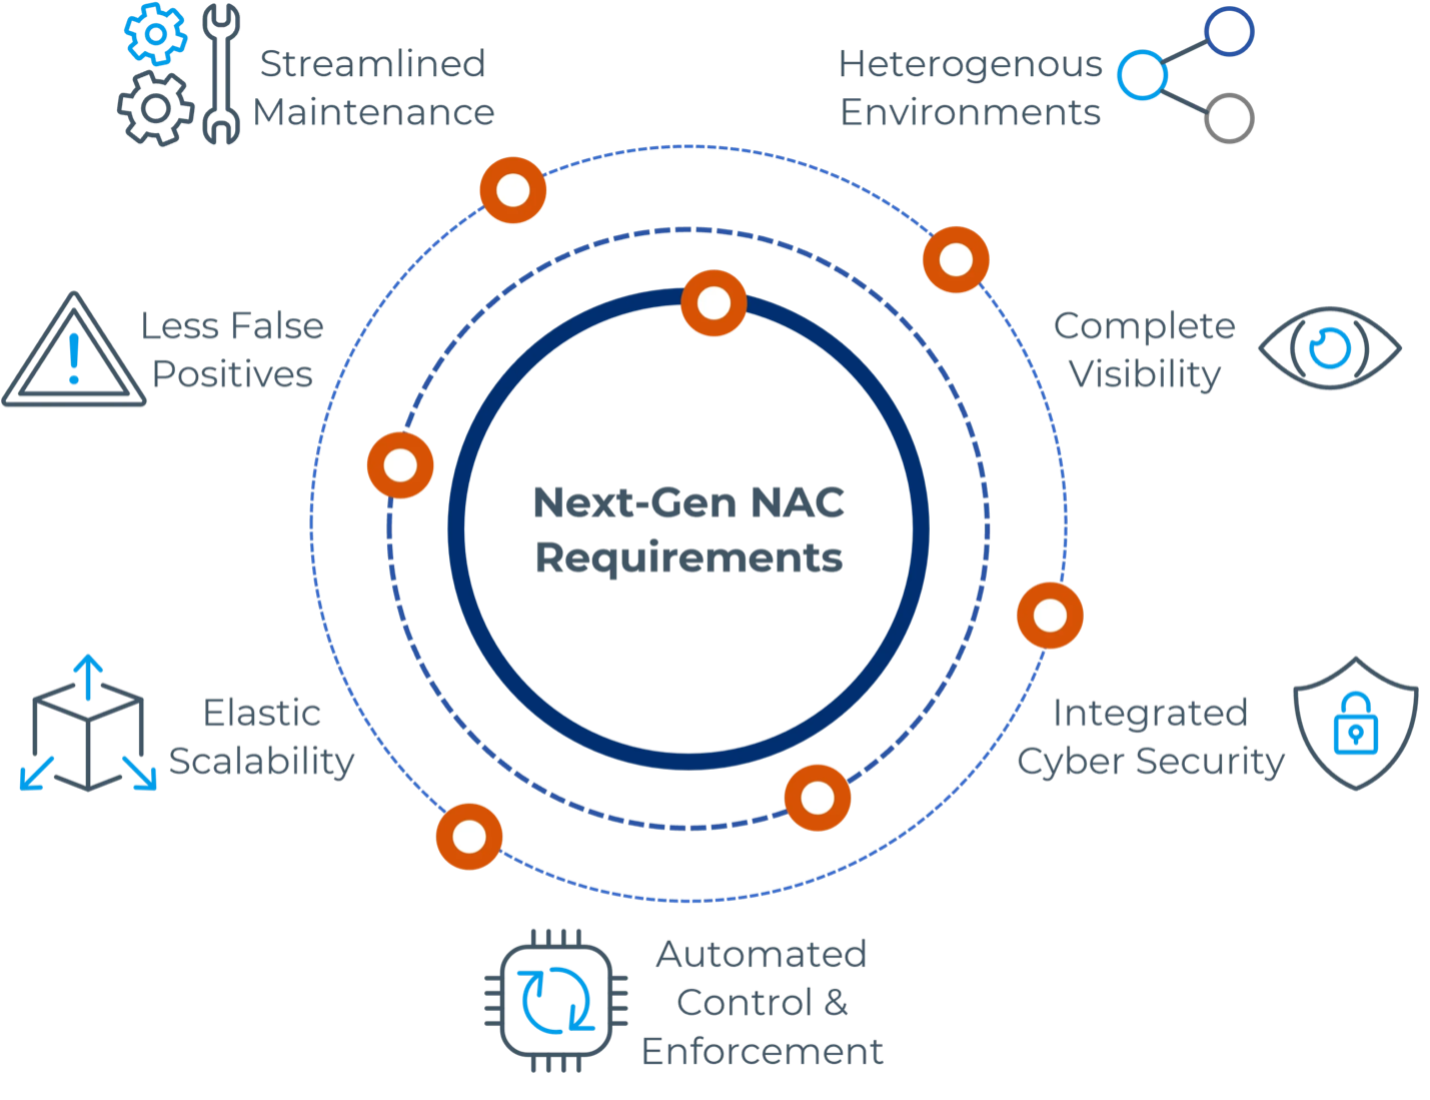 Streamlined
Maintenance
Heterogenous
Environments
Less False
Positives
Complete
Visibility
Next-Gen NAC
Requirements
Elastic
Scalability
Integrated
Cyber Security
Automated
Control &
Enforcement